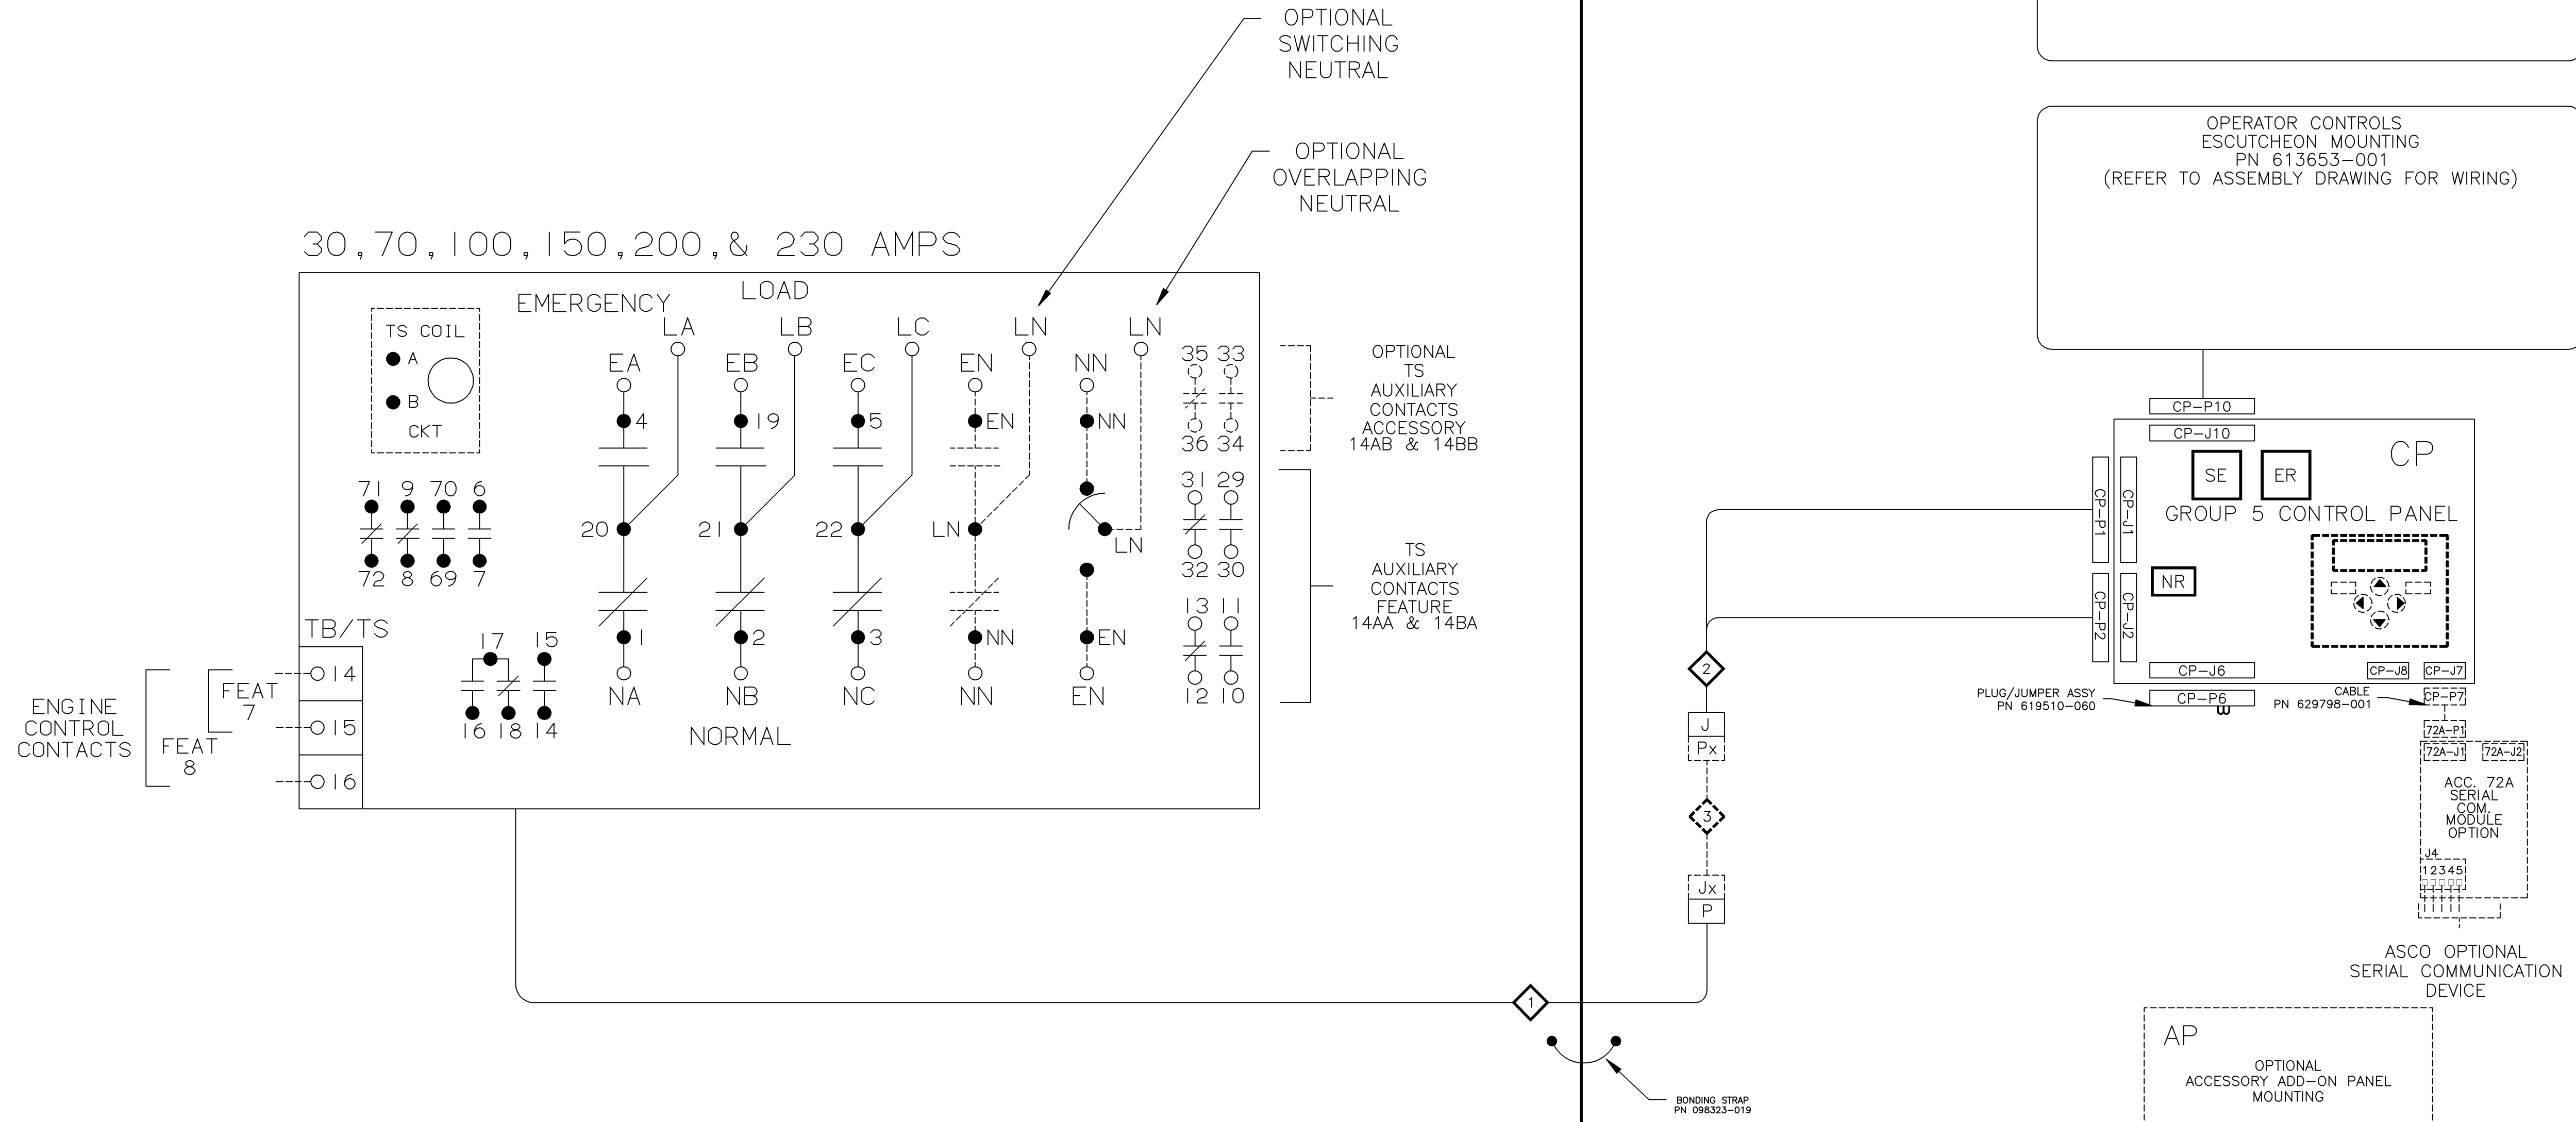 OPTIONAL
SWITCHING
NEUTRAL
OPTIONAL
OVERLAPPING
NEUTRAL
30,70,100,150,200,& 230 AMPS
LOAD
EMERGENCY
TS COIL
A
B
CKT
LA
LB
LC
LN
LN
EA
EB
EC
EN
NN
4
19
5
EN
NN
20
21
22
LN
LN
1
2
3
NN
EN
NA
NB
NC
NN
EN
NORMAL
71 9 70 6
72 8 69 7
17 15
16 18 14
TB/TS
14
15
16
FEAT
7
FEAT
8
ENGINE
CONTROL
CONTACTS
35 33
36 34
31 29
32 30
13 11
12 10
OPTIONAL
TS
AUXILIARY
CONTACTS
ACCESSORY
14AB & 14BB
TS
AUXILIARY
CONTACTS
FEATURE
14AA & 14BA
1
BONDING STRAP
PN 098323-019
2
J
Px
3
Jx
P
OPERATOR CONTROLS
ESCUTCHEON MOUNTING
PN 613653-001
(REFER TO ASSEMBLY DRAWING FOR WIRING)
CP-P10
CP-J10
CP
SE
ER
GROUP 5 CONTROL PANEL
CP-P1
CP-J1
NR
CP-P2
CP-J2
CP-J6
CP-J8
CP-J7
PLUG/JUMPER ASSY
PN 619510-060
CP-P6
CABLE
PN 629798-001
CP-P7
72A-P1
72A-J1
72A-J2
ACC. 72A
SERIAL
COM.
MODULE
OPTION
J4
12345
ASCO OPTIONAL
SERIAL COMMUNICATION
DEVICE
AP
OPTIONAL
ACCESSORY ADD-ON PANEL
MOUNTING